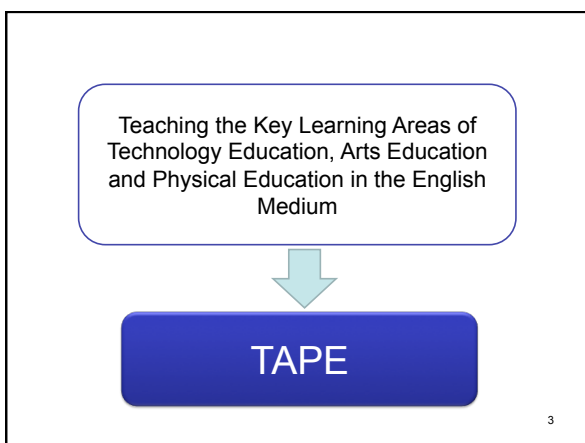 Teaching the Key Learning Areas of
Technology Education, Arts Education
and Physical Education in the English
Medium
TAPE
3